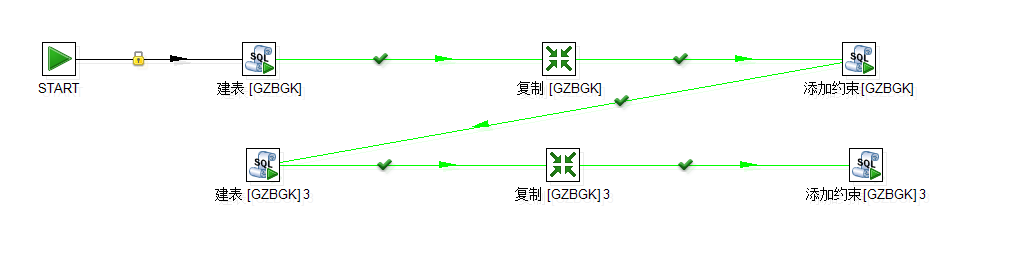 SQL
SQL
START
建表 [GZBGK]
复制 [GZBGK]
添加约束[GZBGK]
SQL
SQL
建表 [GZBGK] 3
复制 [GZBGK] 3
添加约束[GZBGK] 3